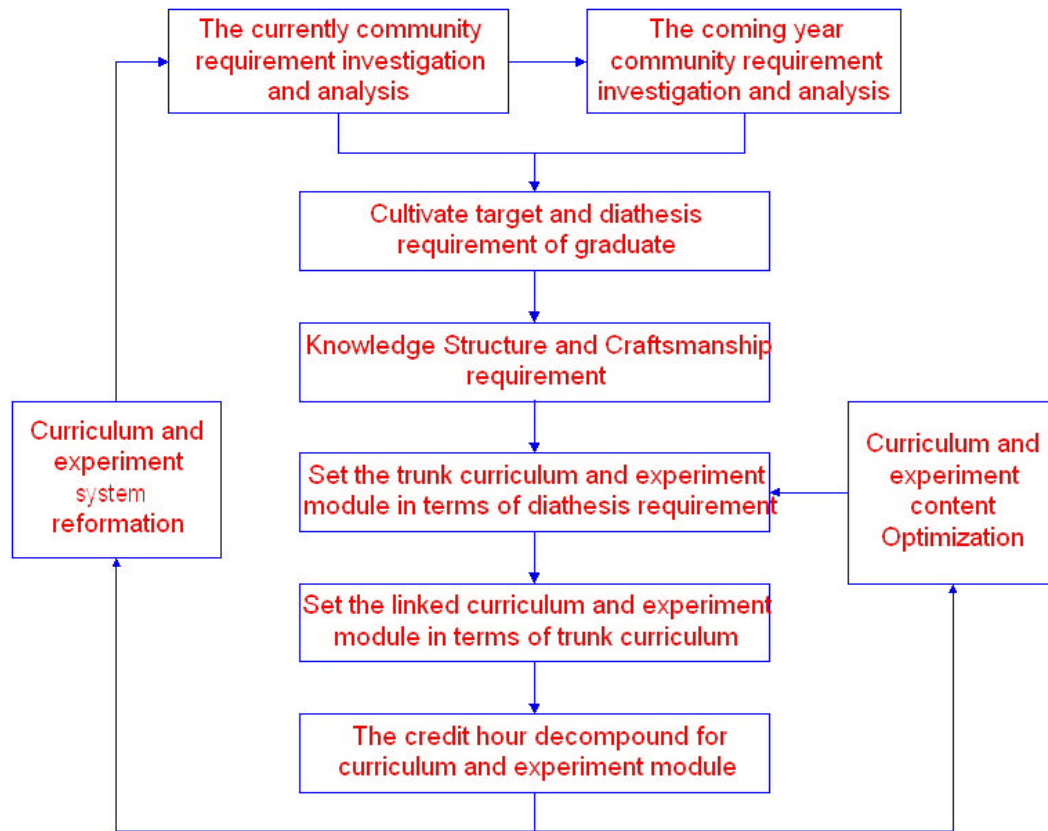 The currently community
requirement investigation
and analysis
The coming year
community requirement
investigation and analysis
Cultivate target and diathesis
requirement of graduate
Knowledge Structure and Craftsmanship
requirement
Curriculum and
experiment
system
reformation
Set the trunk curriculum and experiment
module in terms of diathesis requirement
Curriculum and
experiment
content
Optimization
Set the linked curriculum and experiment
module in terms of trunk curriculum
The credit hour decompound for
curriculum and experiment module